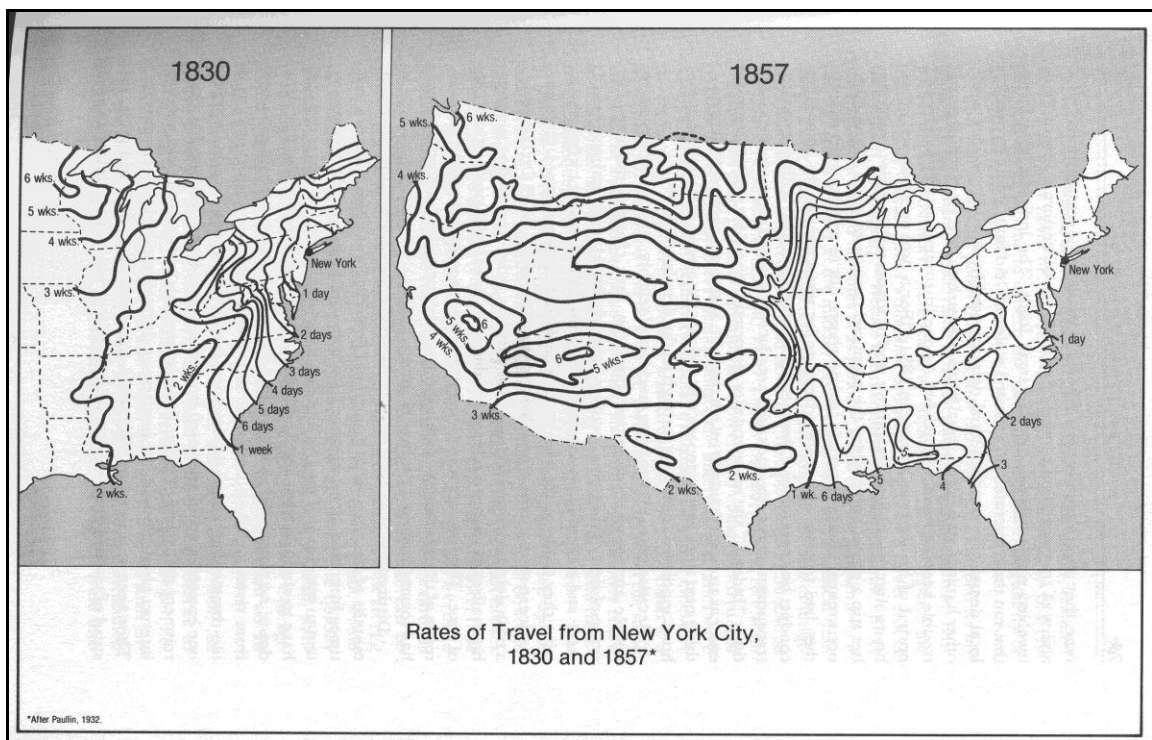 1830
6 wks.
5 wks.
4 wks.
3 wks.
New York
1 day
2 days
3 days
4 days
5 days
6 days
1 week
2 wks.
2 wks.
1857
5 wks.
6 wks.
4 wks.
New York
1 day
5 wks.
6
4 wks.
6
5 wks.
3 wks.
2 days
2 wks.
2 wks.
1 wk.
6 days
5
5
4
3
Rates of Travel from New York City,
1830 and 1857*
*After Paullin, 1932.